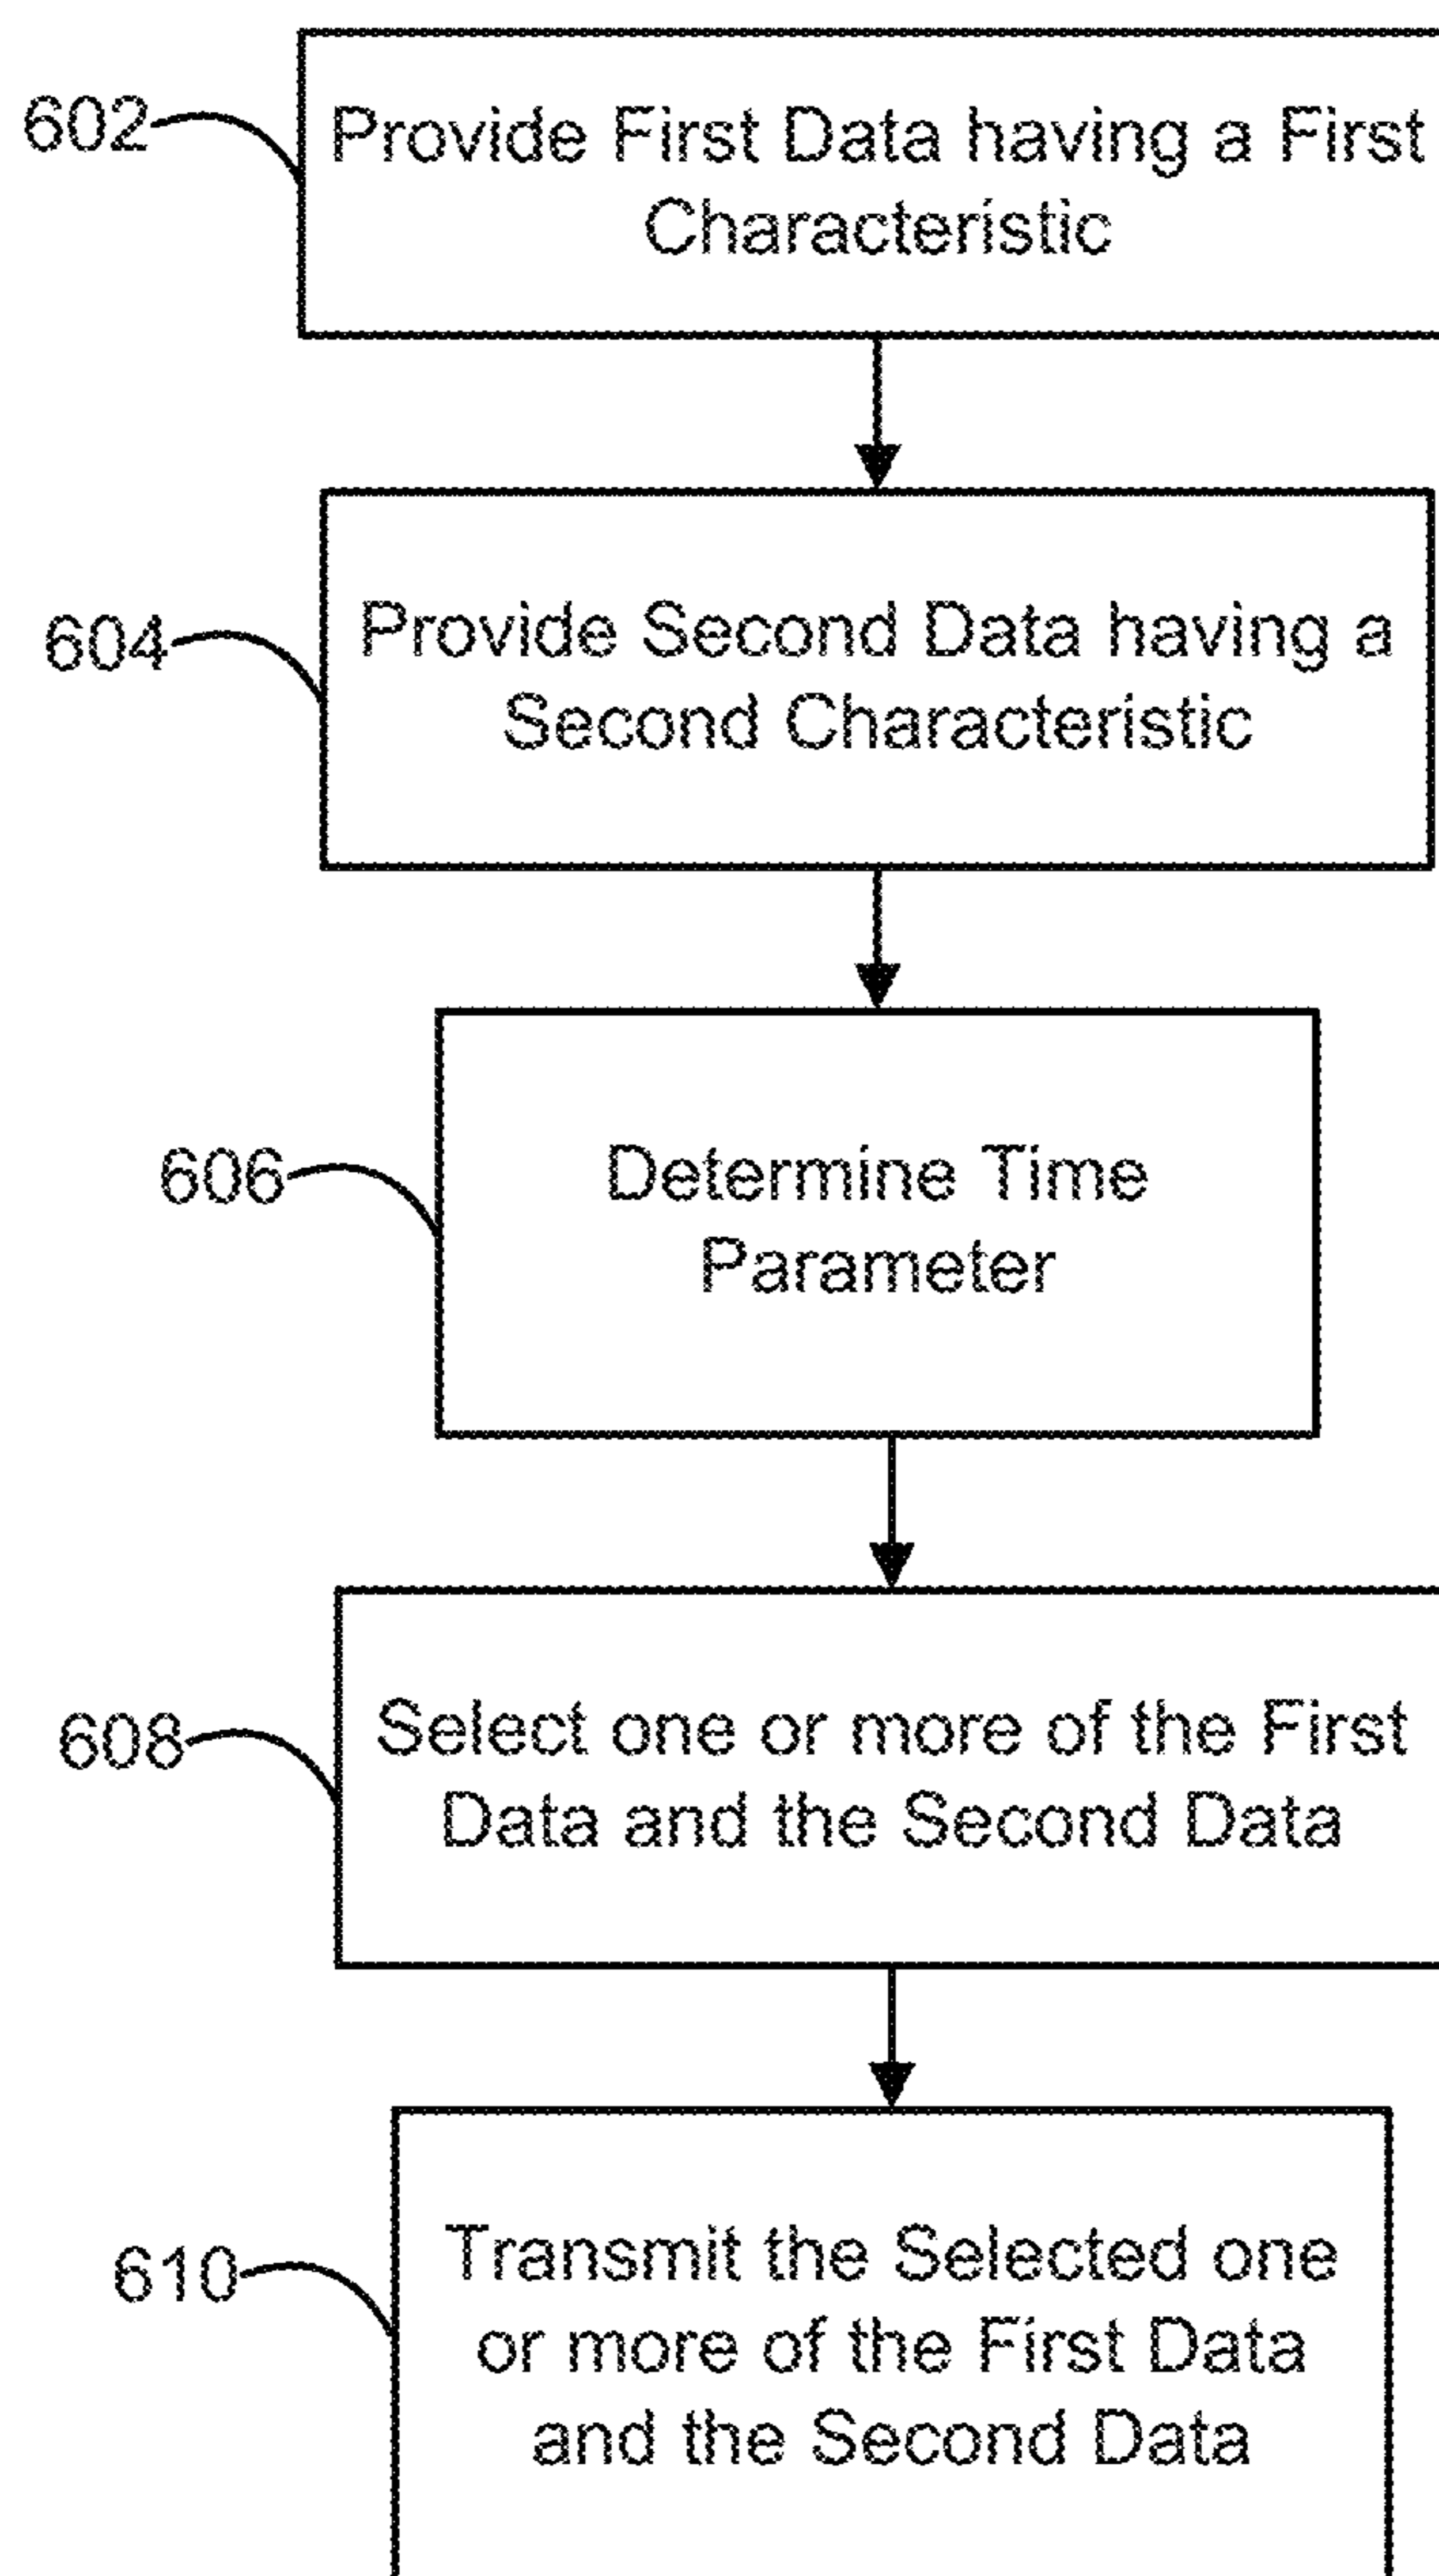 602
Provide First Data having a First
Characteristic
604
Provide Second Data having a
Second Characteristic
606
Determine Time
Parameter
608
Select one or more of the First
Data and the Second Data
610
Transmit the Selected one
or more of the First Data
and the Second Data